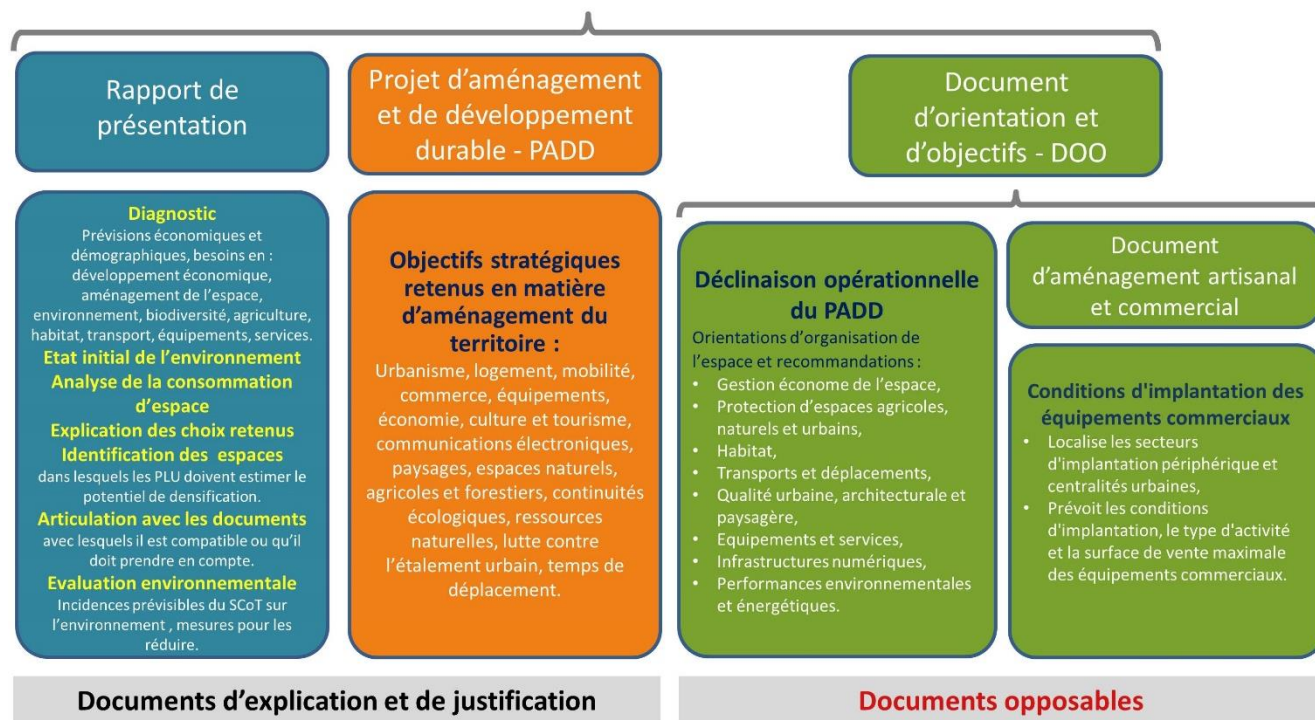 Rapport de
présentation
Projet d’aménagement
et de développement
durable - PADD
Document
d’orientation et
d’objectifs - DOO
Diagnostic
Prévisions économiques et
démographiques, besoins en :
développement économique,
aménagement de l’espace,
environnement, biodiversité, agriculture,
habitat, transport, équipements, services.
Etat initial de l’environnement
Analyse de la consommation
d’espace
Explication des choix retenus
Identification des espaces
dans lesquels les PLU doivent estimer le
potentiel de densification.
Articulation avec les documents
avec lesquels il est compatible ou qu’il
doit prendre en compte.
Evaluation environnementale
Incidences prévisibles du SCoT sur
l’environnement , mesures pour les
réduire.
Objectifs stratégiques
retenus en matière
d’aménagement du
territoire :
Urbanisme, logement, mobilité,
commerce, équipements,
économie, culture et tourisme,
communications électroniques,
paysages, espaces naturels,
agricoles et forestiers, continuités
écologiques, ressources
naturelles, lutte contre
l’étalement urbain, temps de
déplacement.
Déclinaison opérationnelle
du PADD
Orientations d’organisation de
l’espace et recommandations :
• Gestion économe de l’espace,
• Protection d’espaces agricoles,
naturels et urbains,
• Habitat,
• Transports et déplacements,
• Qualité urbaine, architecturale et
paysagère,
• Equipements et services,
• Infrastructures numériques,
• Performances environnementales
et énergétiques.
Document
d’aménagement artisanal
et commercial
Conditions d'implantation des
équipements commerciaux
• Localise les secteurs
d'implantation périphérique et
centralités urbaines,
• Prévoit les conditions
d'implantation, le type d'activité
et la surface de vente maximale
des équipements commerciaux.
Documents d’explication et de justification
Documents opposables